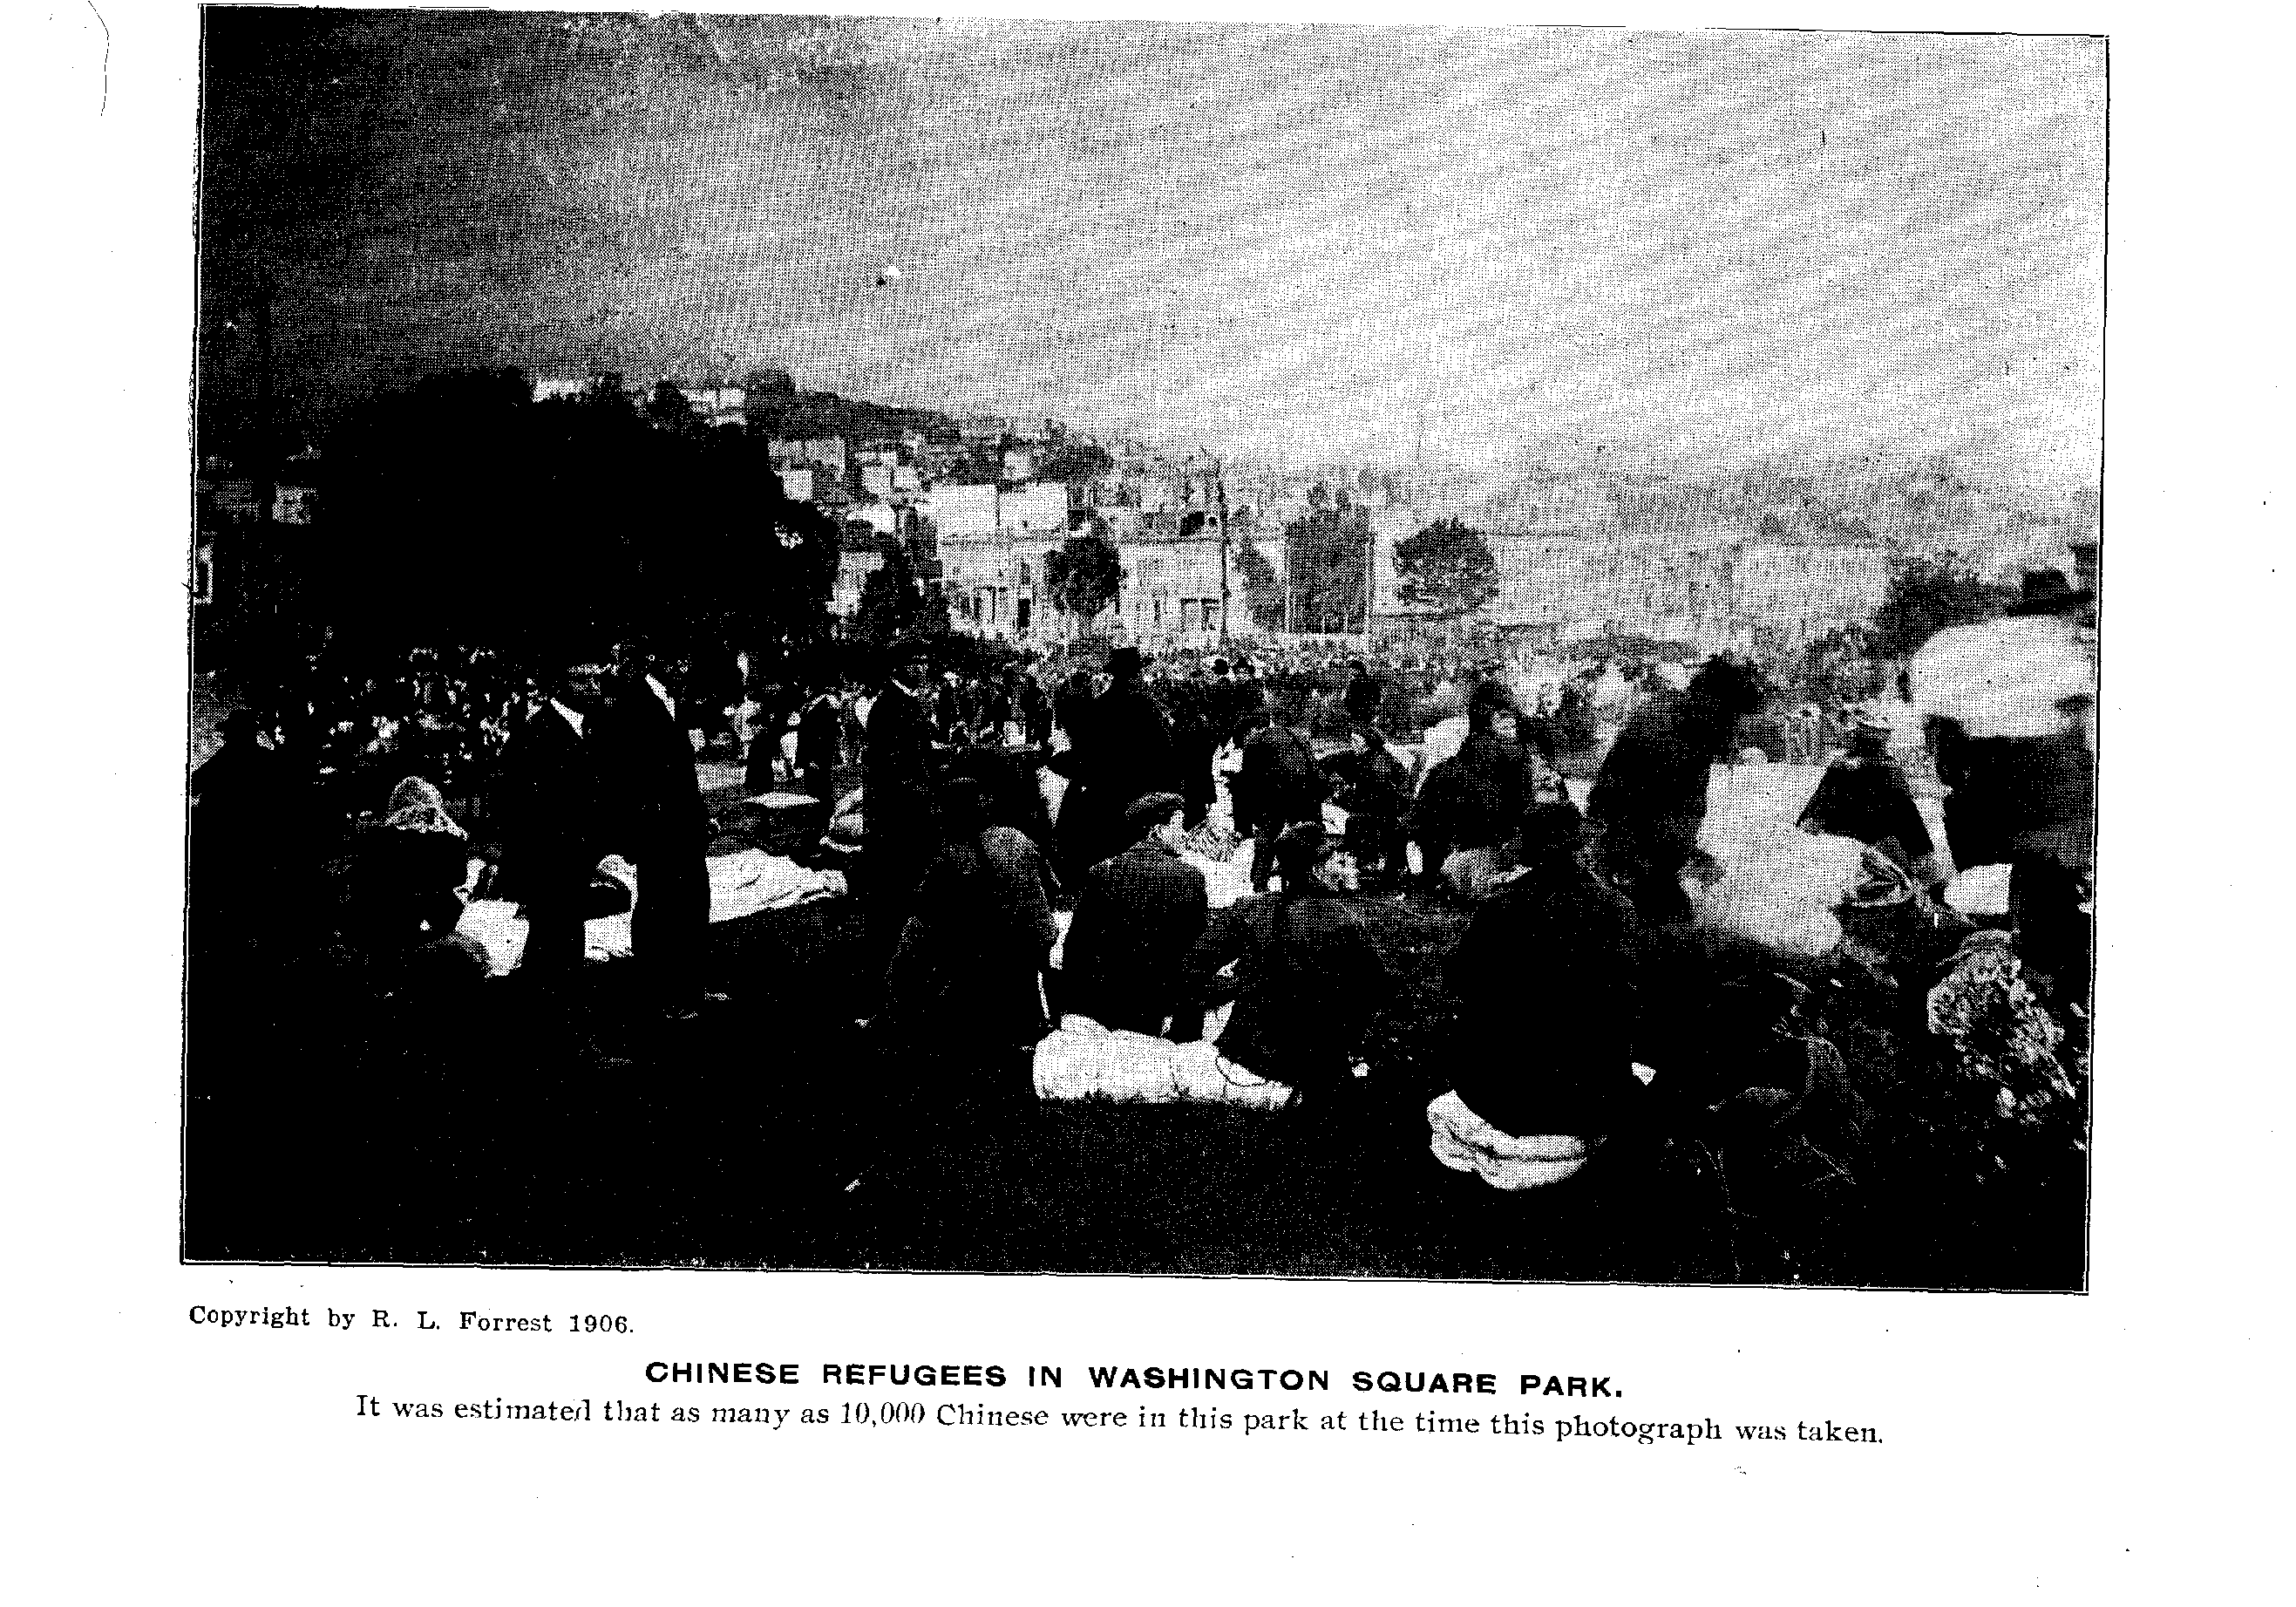 Copyright by R. L. Forrest 1906.
CHINESE REFUGEES IN WASHINGTON SQUARE PARK.
It was estimated that as many as 10,000 Chinese were in this park at the time this photograph was taken.